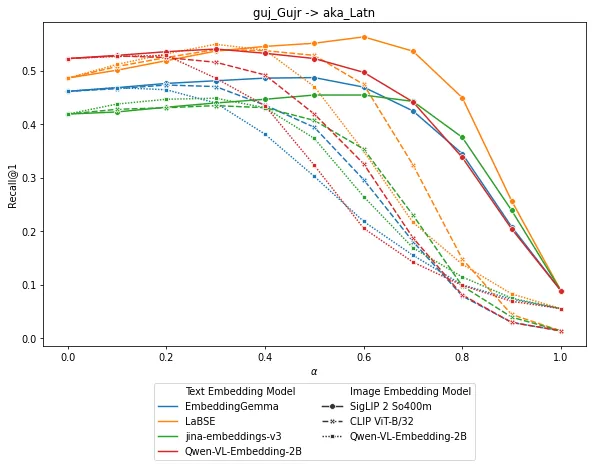 guj_Gujr -> aka_Latn
Recall@1
0.5
0.4
0.3
0.2
0.1
0.0
0.0 0.2 0.4 0.6 0.8 1.0
α
Text Embedding Model Image Embedding Model
EmbeddingGemma SigLIP 2 So400m
LaBSE CLIP ViT-B/32
jina-embeddings-v3 Qwen-VL-Embedding-2B
Qwen-VL-Embedding-2B